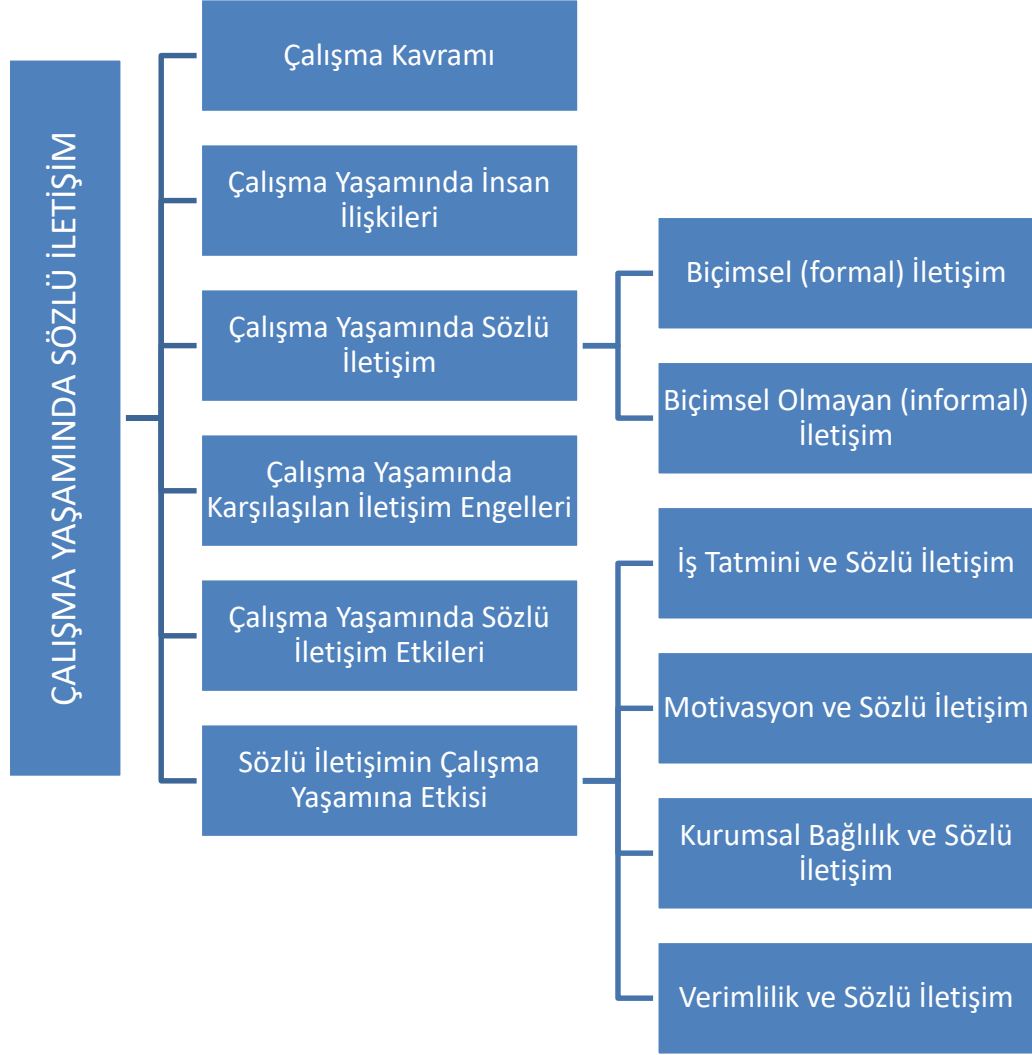 ÇALIŞMA YAŞAMINDA SÖZLÜ İLETİŞİM
Çalışma Kavramı
Çalışma Yaşamında İnsan
İlişkileri
Çalışma Yaşamında Sözlü
İletişim
Biçimsel (formal) İletişim
Biçimsel Olmayan (informal)
İletişim
Çalışma Yaşamında
Karşılaşılan İletişim Engelleri
Çalışma Yaşamında Sözlü
İletişim Etkileri
Sözlü İletişimin Çalışma
Yaşamına Etkisi
İş Tatmini ve Sözlü İletişim
Motivasyon ve Sözlü İletişim
Kurumsal Bağlılık ve Sözlü
İletişim
Verimlilik ve Sözlü İletişim